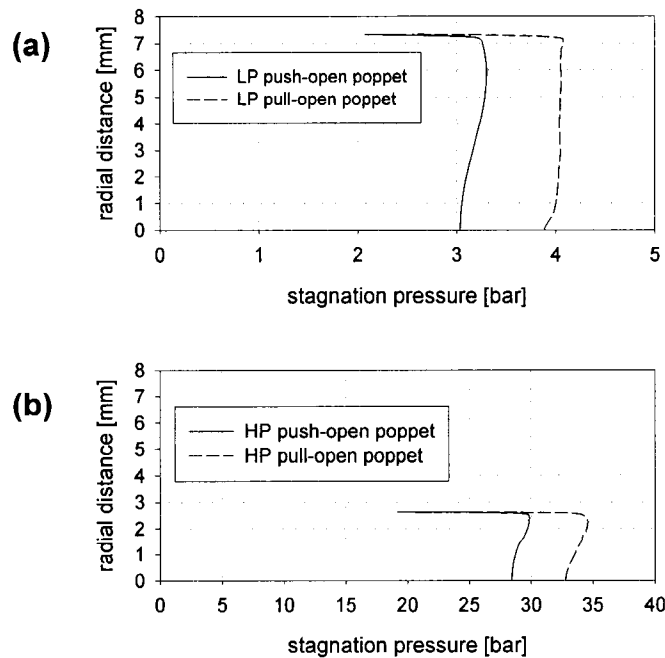 (a)
radial distance [mm]
8
7
6
5
4
3
2
1
0
LP push-open poppet
LP pull-open poppet
0 1 2 3 4 5
stagnation pressure [bar]
(b)
radial distance [mm]
8
7
6
5
4
3
2
1
0
HP push-open poppet
HP pull-open poppet
0 5 10 15 20 25 30 35 40
stagnation pressure [bar]